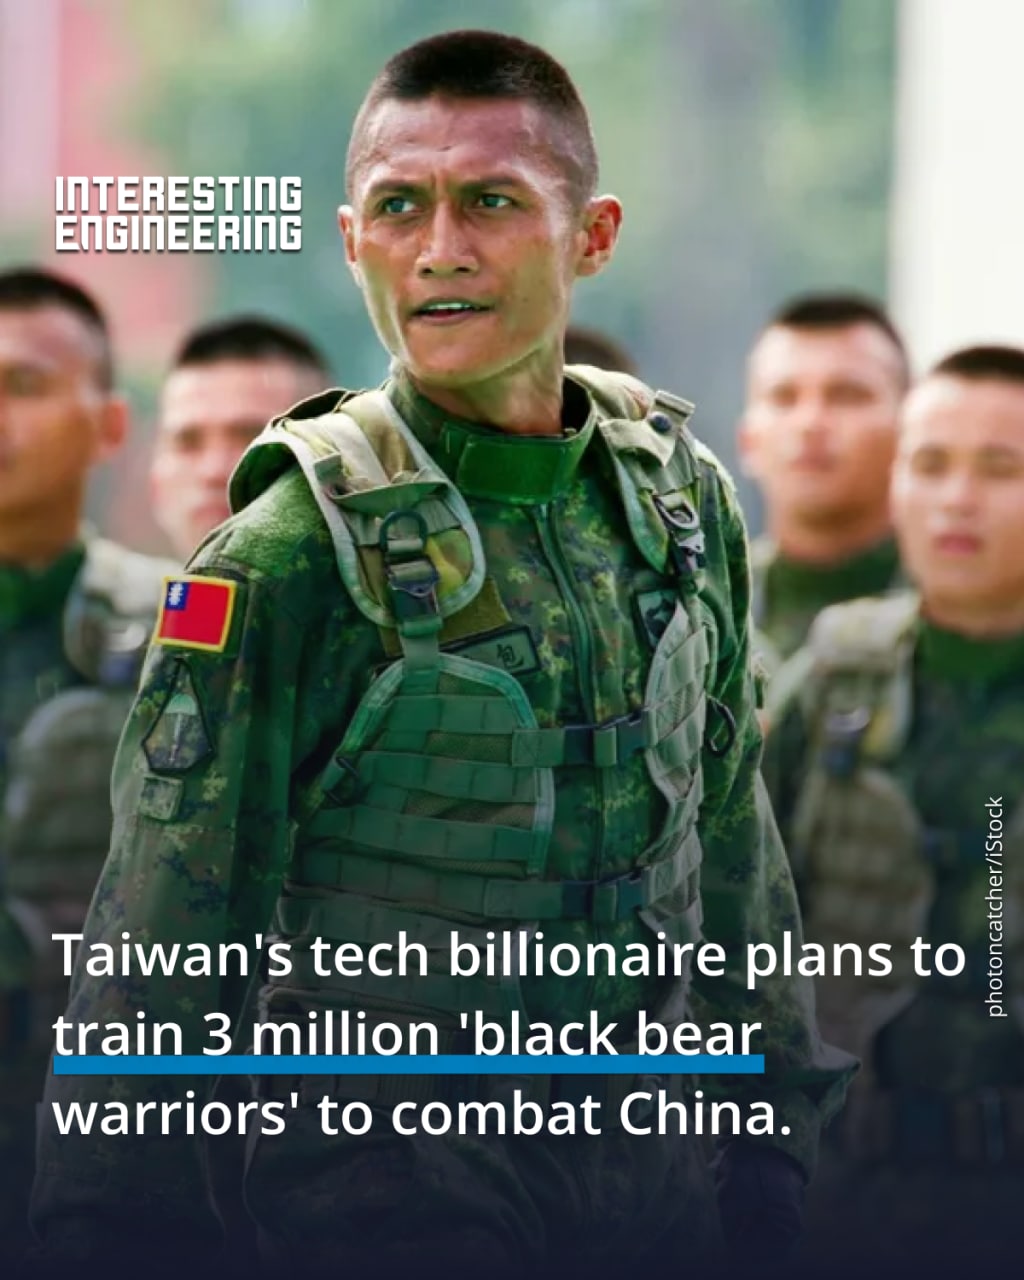 INTERESTING
ENGINEERING
Taiwan's tech billionaire plans to
train 3 million 'black bear
warriors' to combat China.
photoncatcher/iStock